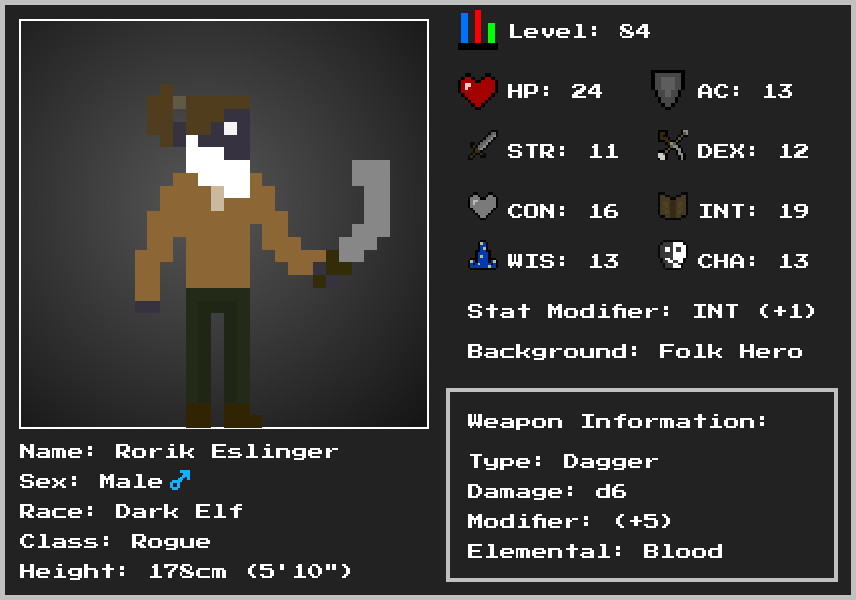 Level: 84
HP: 24
AC: 13
STR: 11
DEX: 12
CON: 16
INT: 19
WIS: 13
CHA: 13
Stat Modifier: INT (+1)
Background: Folk Hero
Name: Rorik Eslinger
Sex: Male♂
Race: Dark Elf
Class: Rogue
Height: 178cm (5'10")
Weapon Information:
Type: Dagger
Damage: d6
Modifier: (+5)
Elemental: Blood